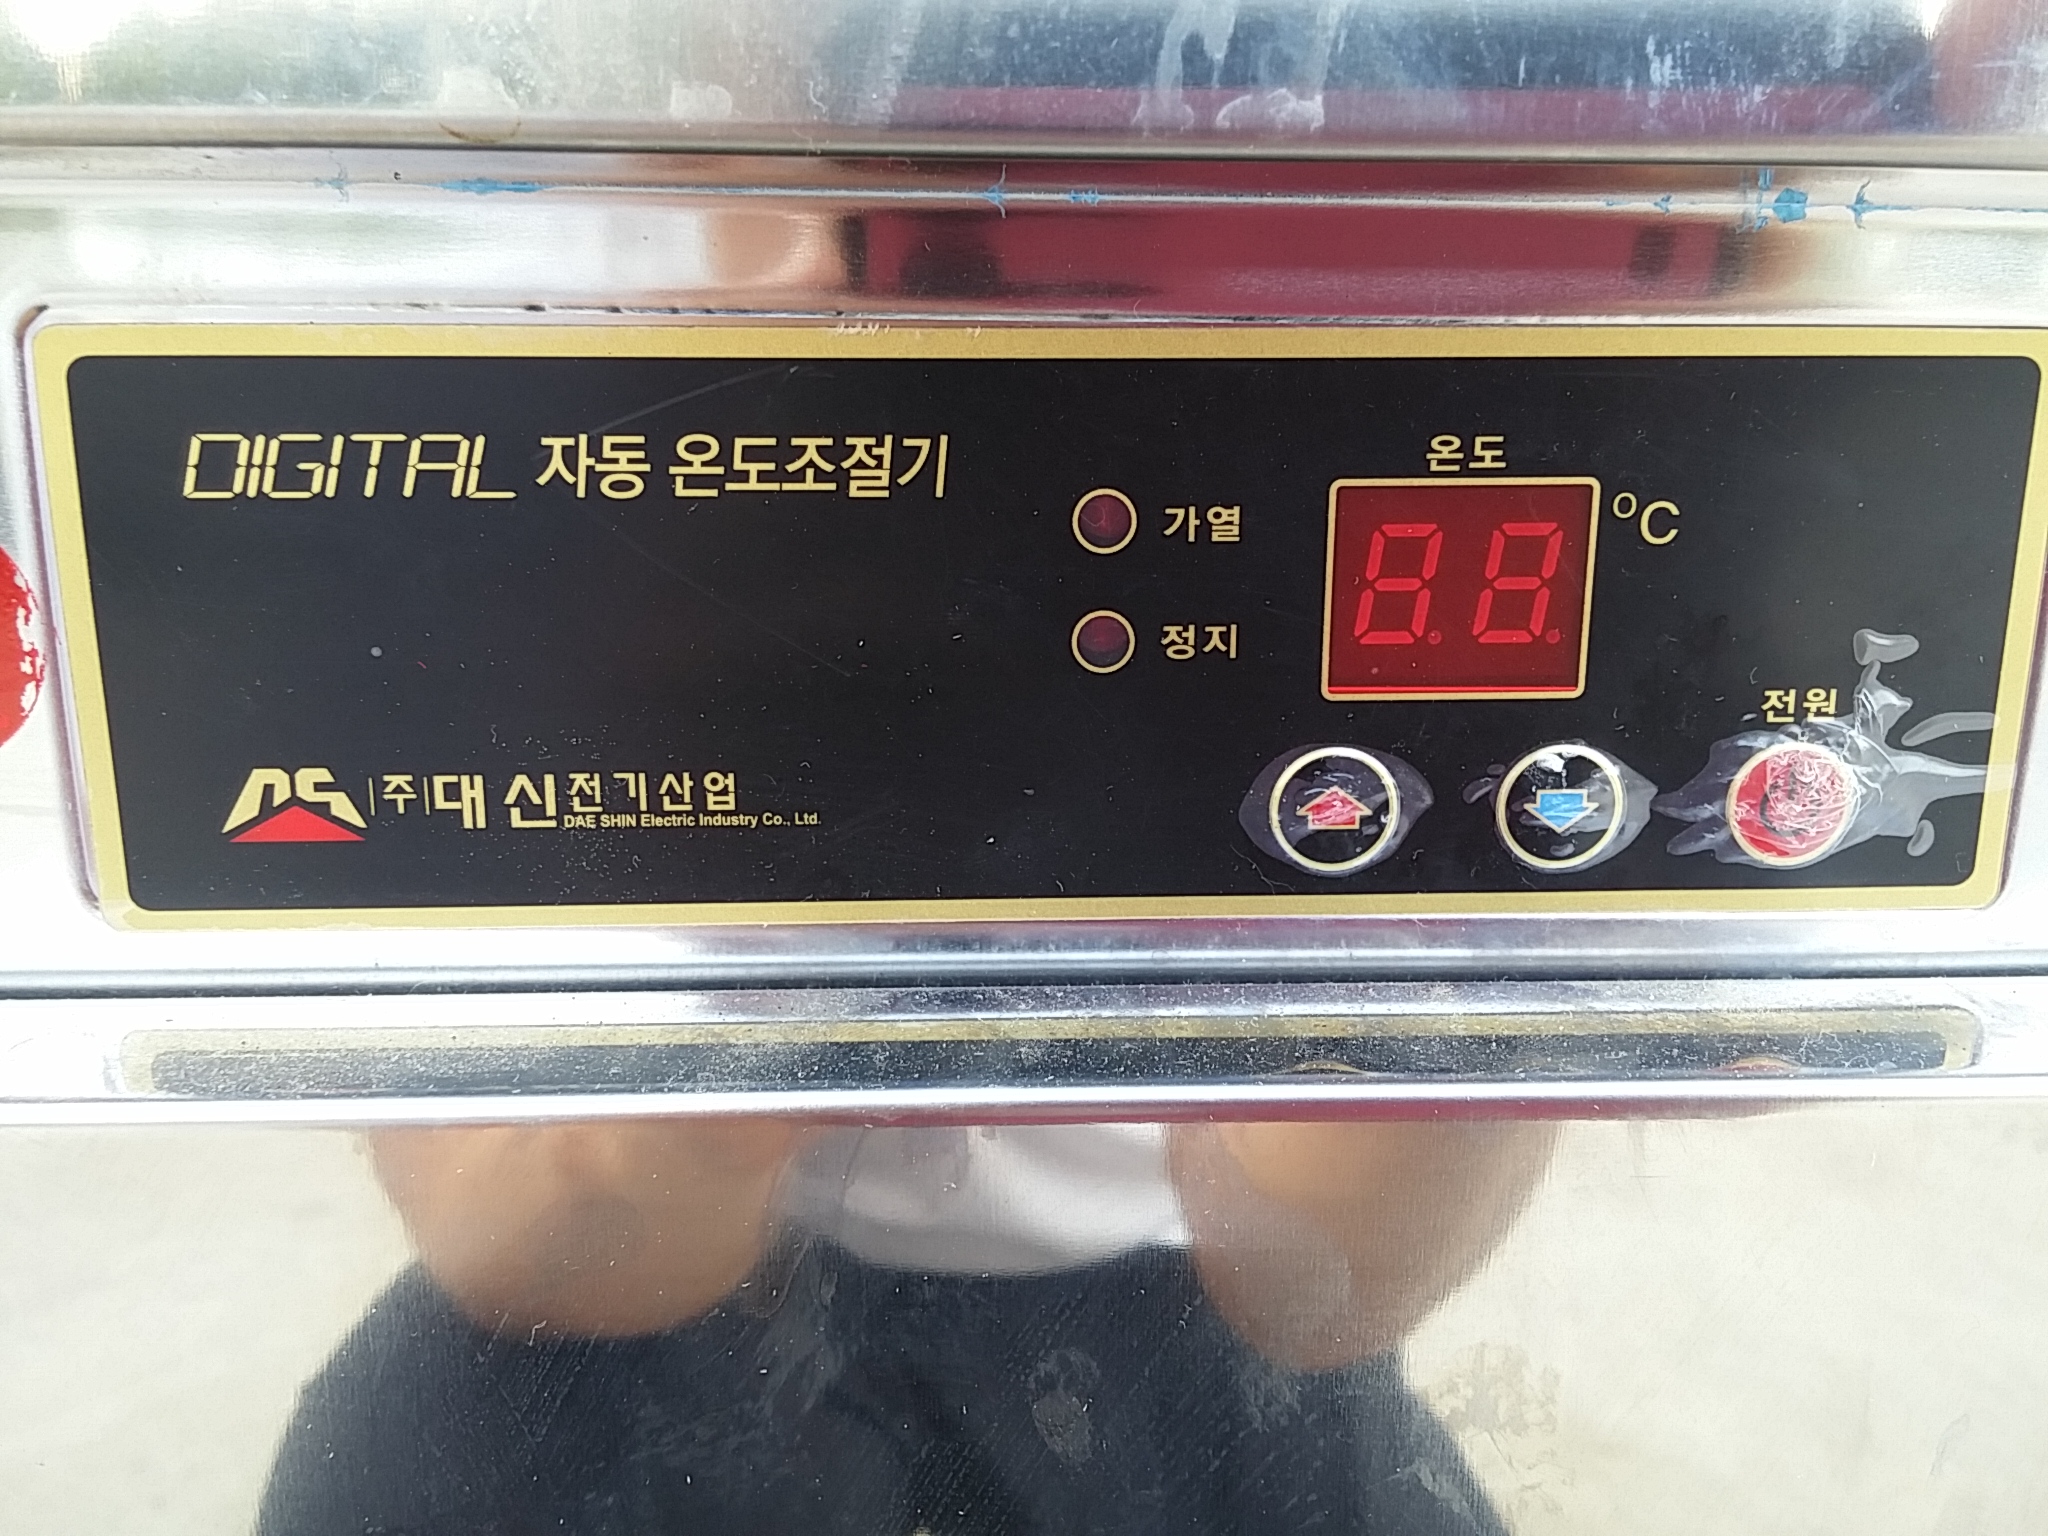 DIGITAL 자동 온도조절기
온도
°C
가열
정지
전원
DS |주| 대신전기산업
DAE SHIN Electric Industry Co., Ltd.